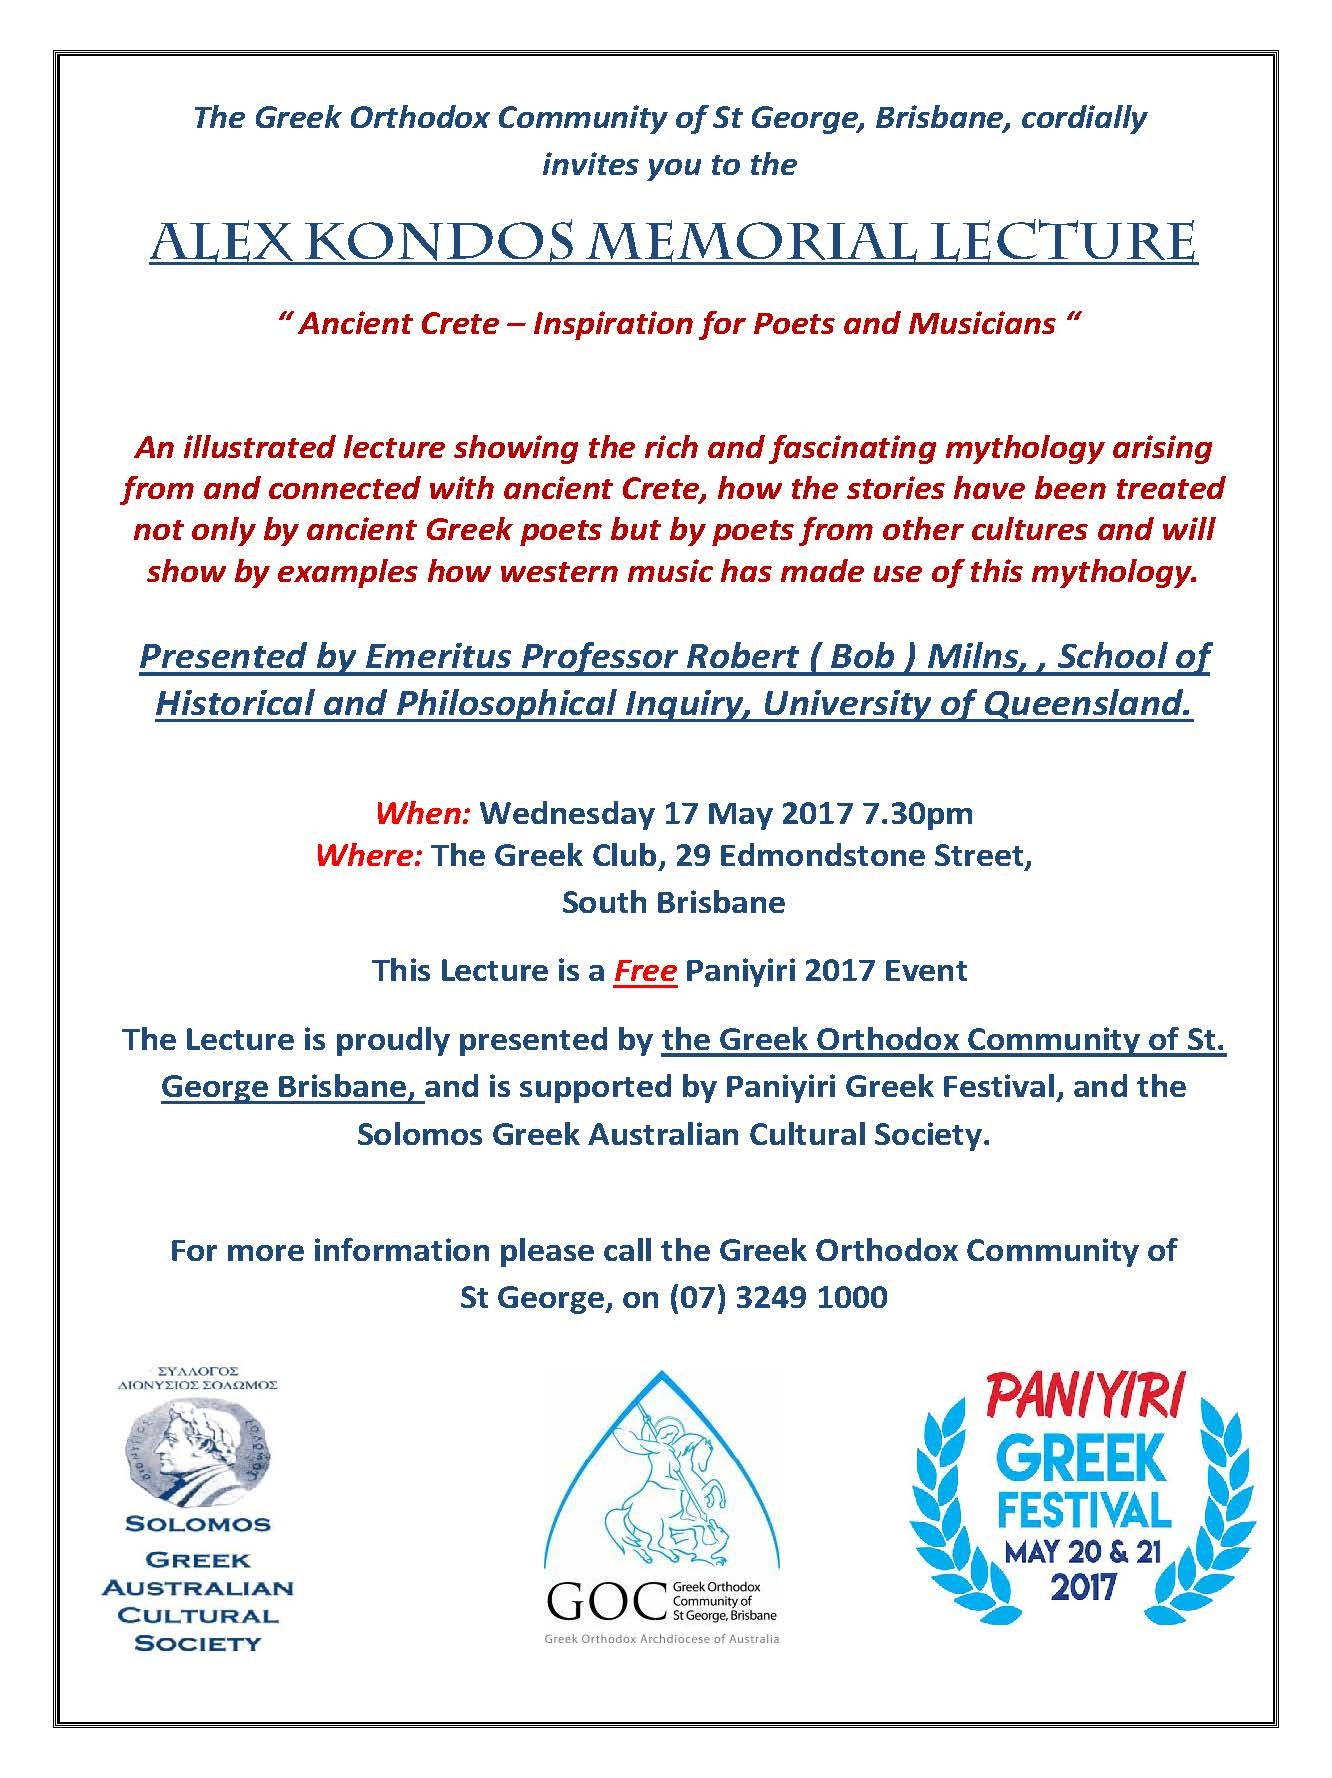 The Greek Orthodox Community of St George, Brisbane, cordially
invites you to the
ALEX KONDOS MEMORIAL LECTURE
“ Ancient Crete – Inspiration for Poets and Musicians “
An illustrated lecture showing the rich and fascinating mythology arising
from and connected with ancient Crete, how the stories have been treated
not only by ancient Greek poets but by poets from other cultures and will
show by examples how western music has made use of this mythology.
Presented by Emeritus Professor Robert ( Bob ) Milns, , School of
Historical and Philosophical Inquiry, University of Queensland.
When: Wednesday 17 May 2017 7.30pm
Where: The Greek Club, 29 Edmondstone Street,
South Brisbane
This Lecture is a Free Paniyiri 2017 Event
The Lecture is proudly presented by the Greek Orthodox Community of St.
George Brisbane, and is supported by Paniyiri Greek Festival, and the
Solomos Greek Australian Cultural Society.
For more information please call the Greek Orthodox Community of
St George, on (07) 3249 1000
ΣΥΛΛΟΓΟΣ
ΔΙΟΝΥΣΙΟΣ ΣΟΛΩΜΟΣ
SOLOMOS
GREEK
AUSTRALIAN
CULTURAL
SOCIETY
GOC
Greek Orthodox
Community of
St George, Brisbane
Greek Orthodox Archdiocese of Australia
PANIYIRI
GREEK
FESTIVAL
MAY 20 & 21
2017